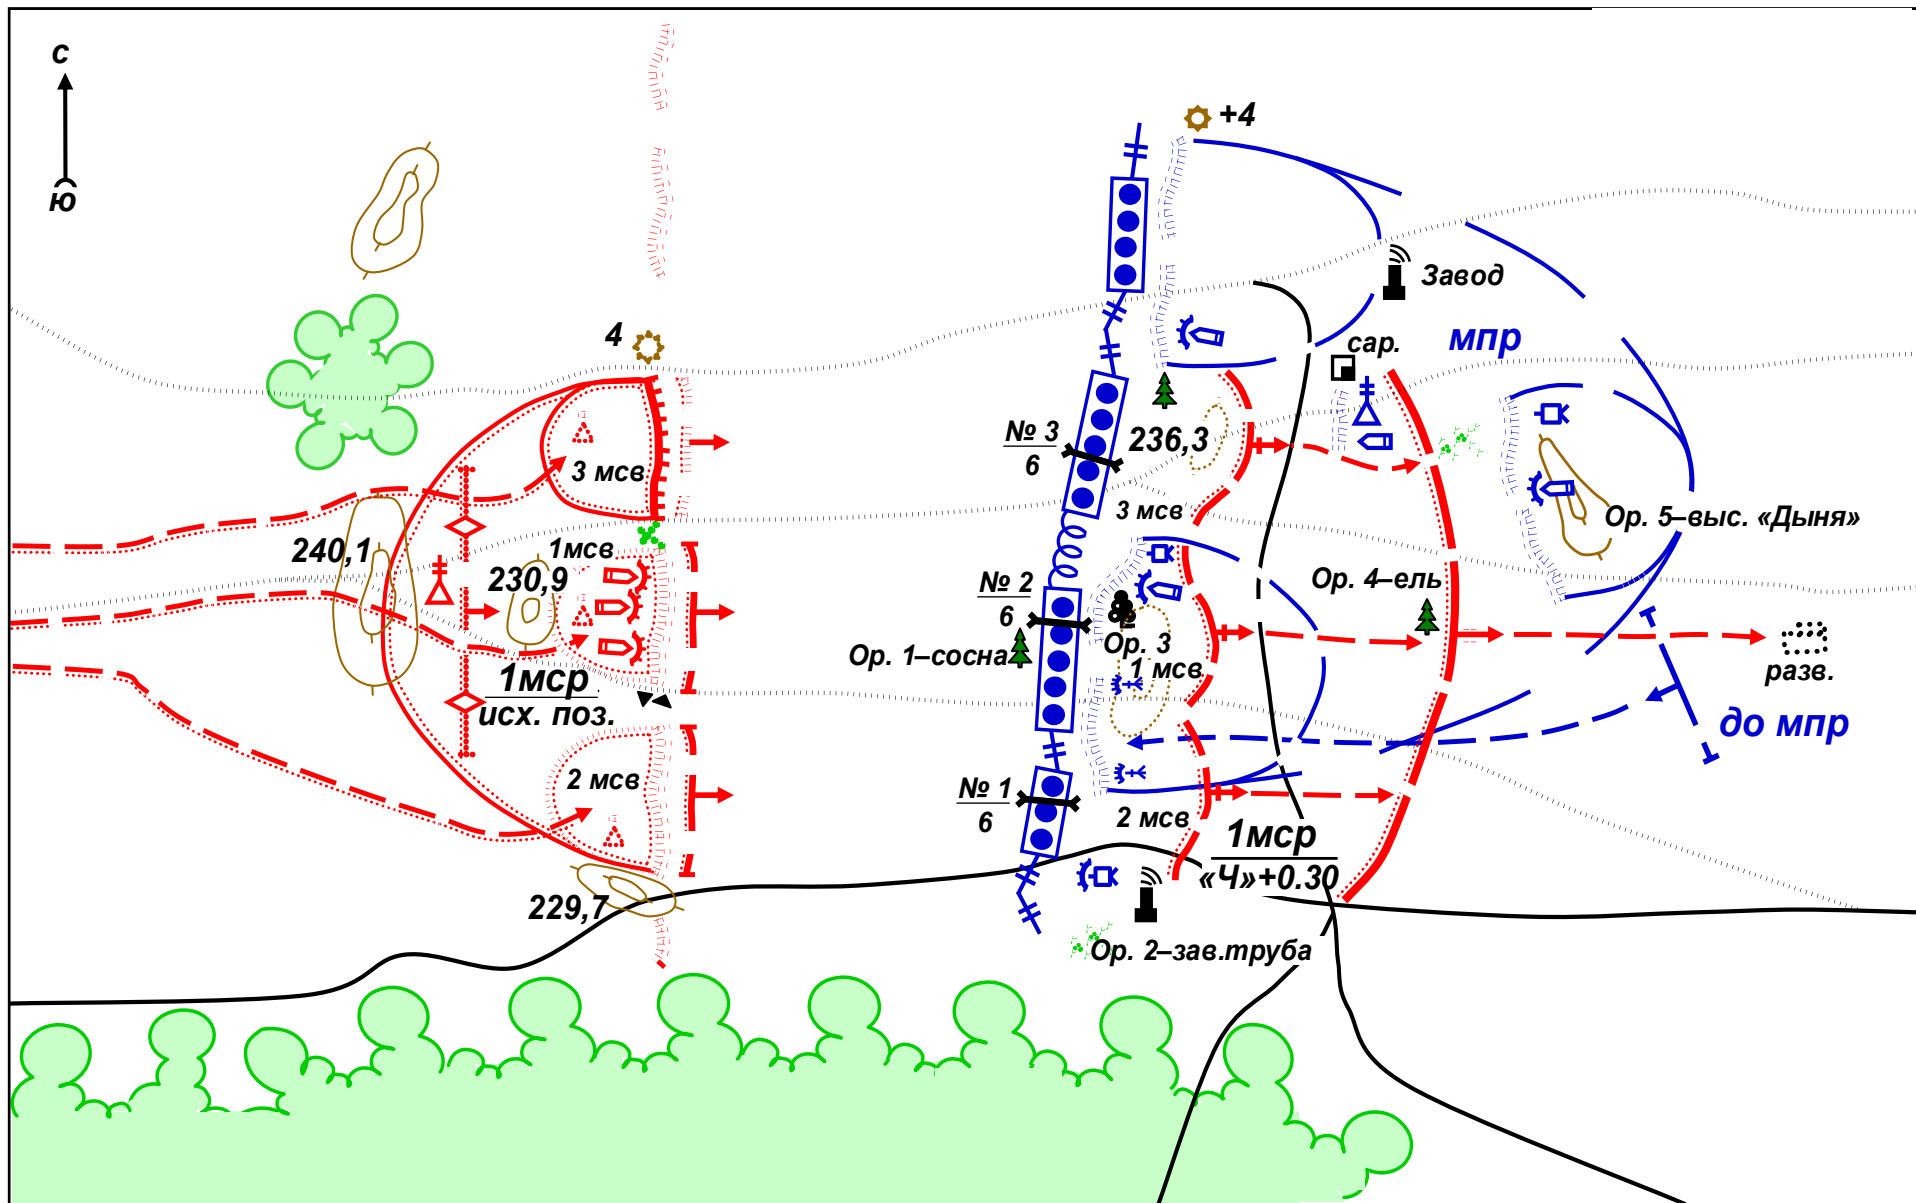 с
ю
+4
Завод
4
сар.
мпр
№ 3
6
236,3
3 мсв
3 мсв
Ор. 5–выс. «Дыня»
240,1
1мсв
230,9
№ 2
6
Ор. 4–ель
Ор. 1–сосна
Ор. 3
1 мсв
разв.
1мср
исх. поз.
до мпр
2 мсв
№ 1
6
2 мсв
1мср
«Ч»+0.30
229,7
Ор. 2–зав.труба